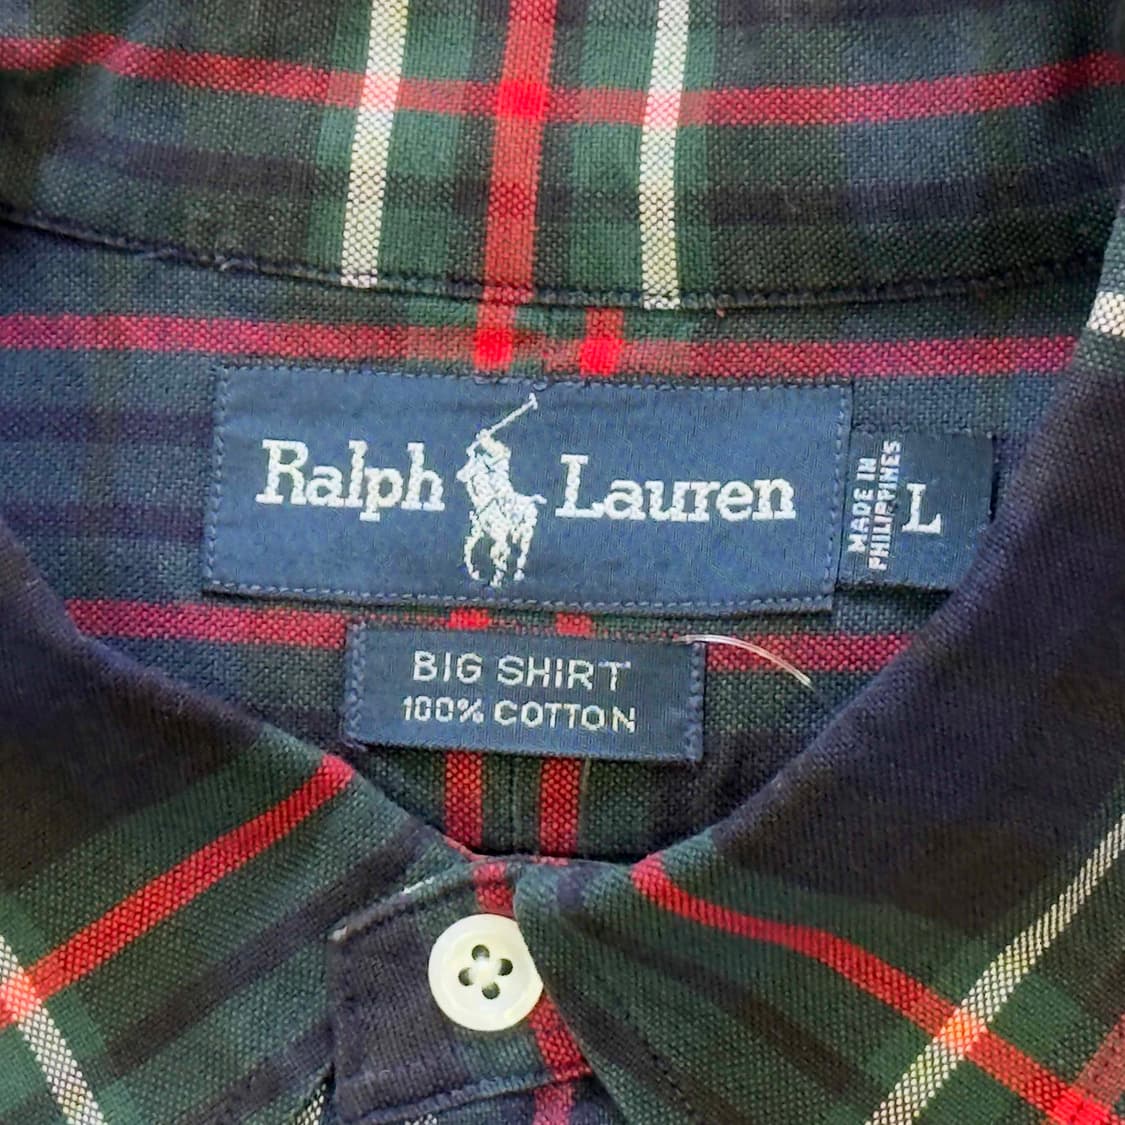 Ralph Lauren
MADE IN
PHILIPPINES
L
BIG SHIRT
100% COTTON